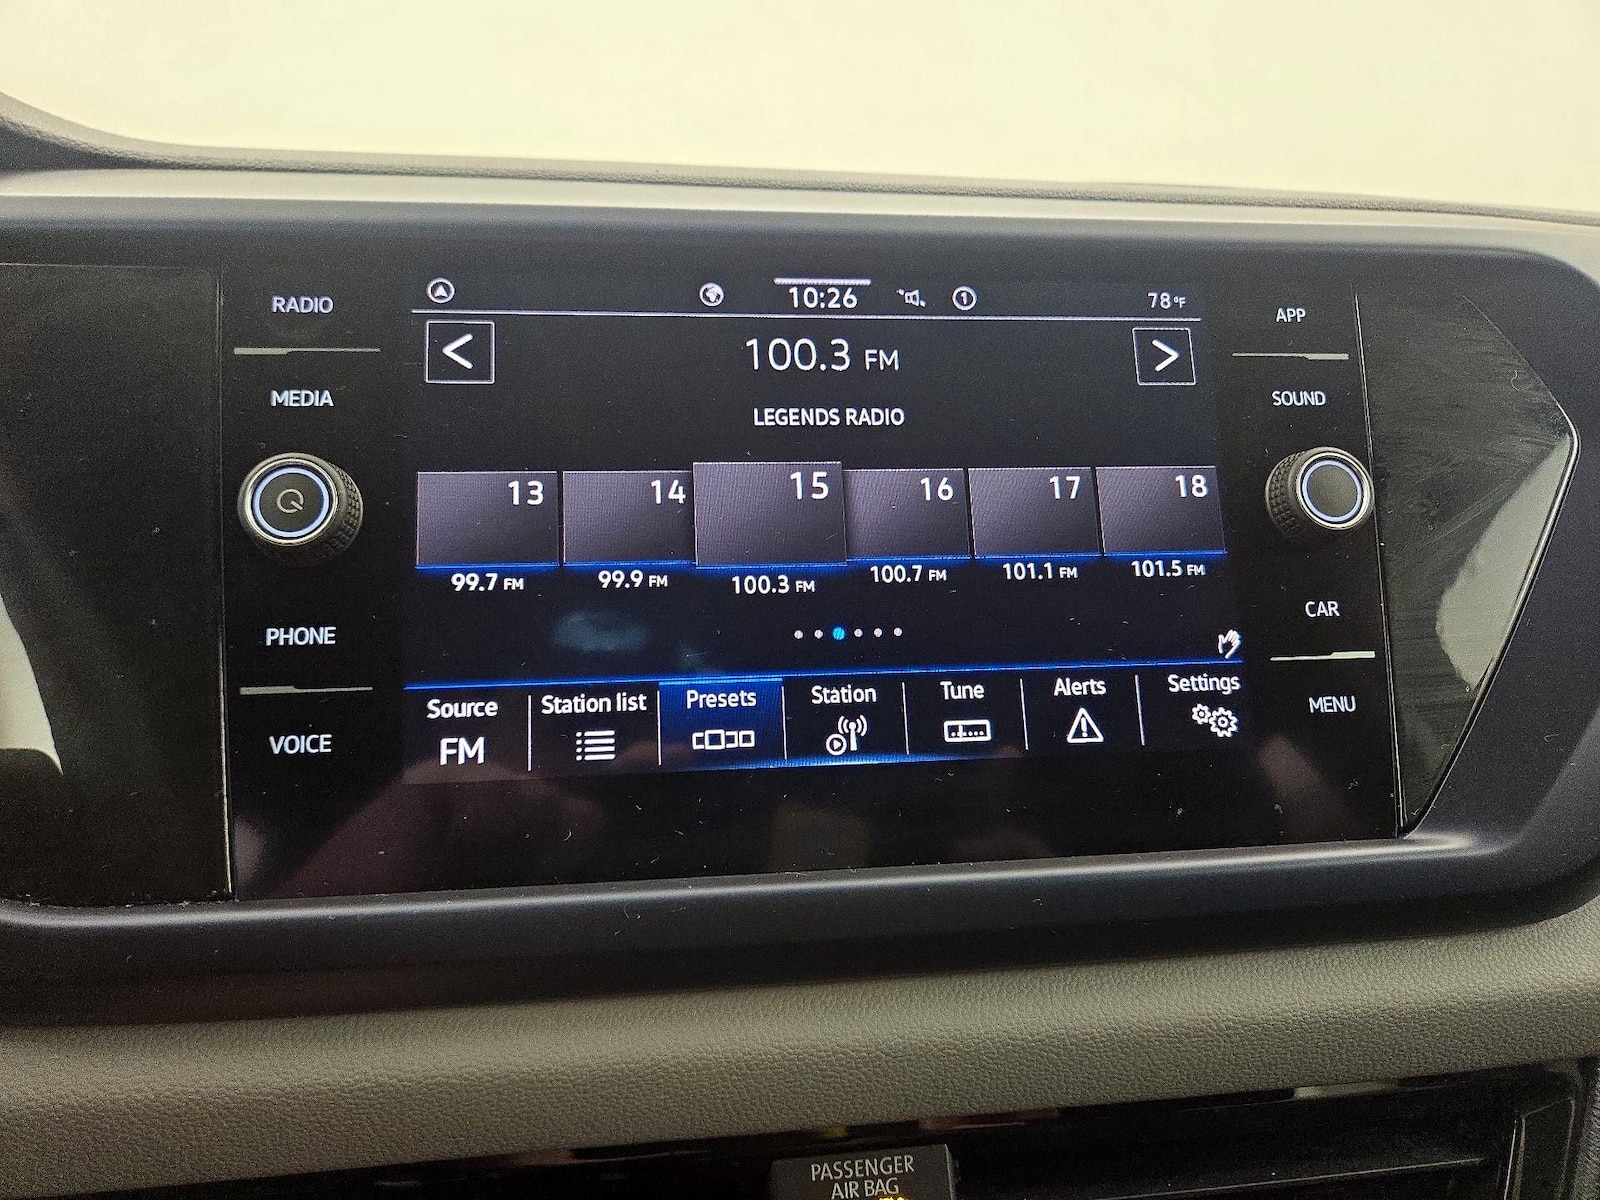 RADIO
MEDIA
PHONE
VOICE
10:26
1
78°F
<
100.3 FM
>
LEGENDS RADIO
13 14 15 16 17 18
99.7 FM 99.9 FM 100.3 FM 100.7 FM 101.1 FM 101.5 FM
Source Station list Presets Station Tune Alerts Settings
FM
APP
SOUND
CAR
MENU
PASSENGER
AIR BAG